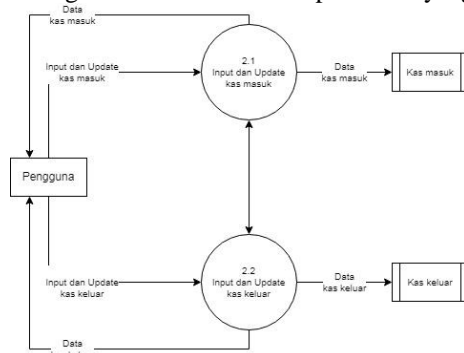 Data
kas masuk
Input dan Update
kas masuk
2.1
Input dan Update
kas masuk
Data
kas masuk
Kas masuk
Pengguna
Input dan Update
kas keluar
2.2
Input dan Update
kas keluar
Data
kas keluar
Kas keluar
Data